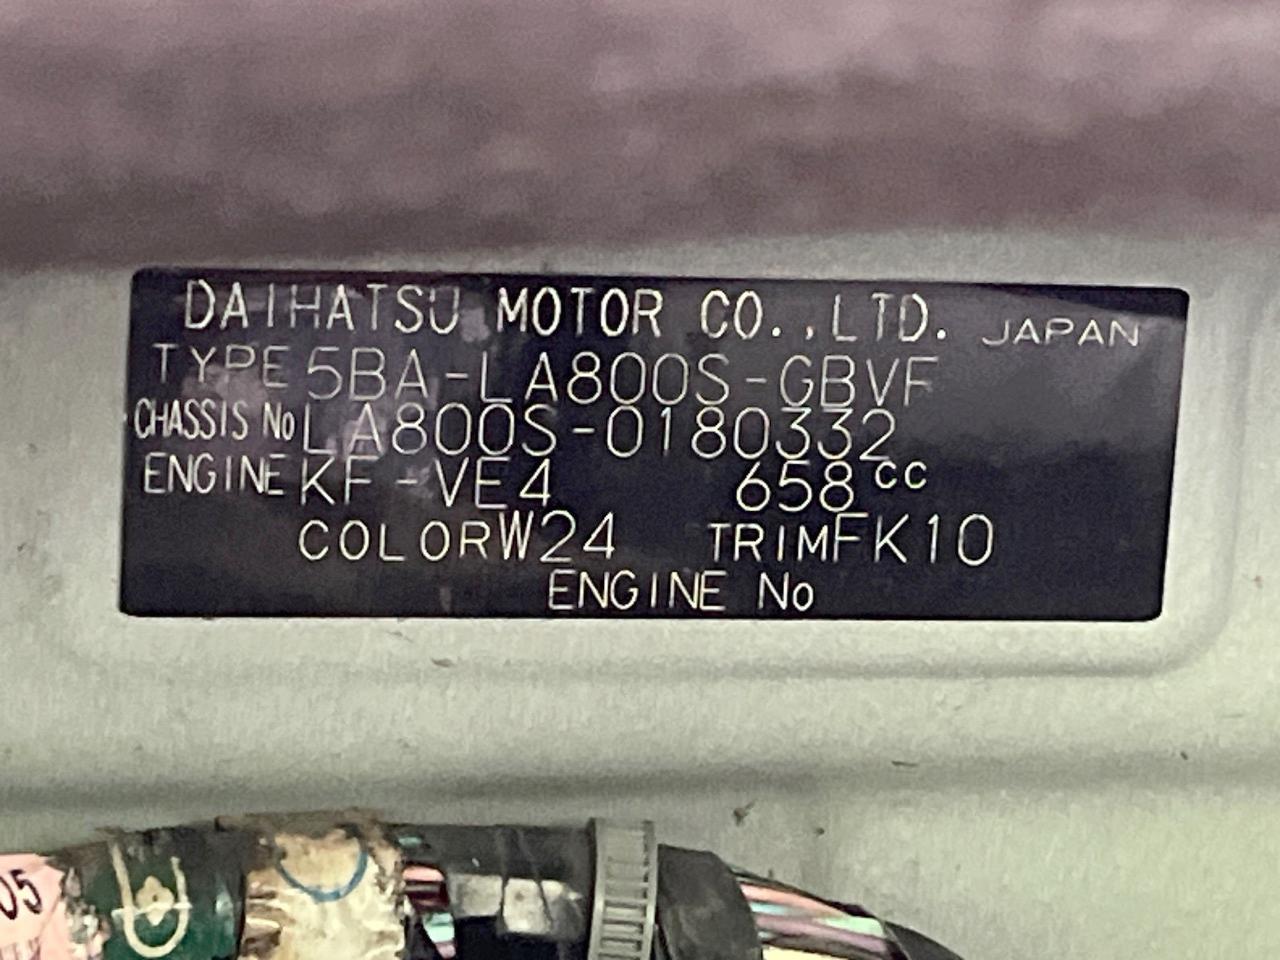 DAIHATSU MOTOR CO.,LTD. JAPAN
TYPE 5BA-LA800S-GBVF
CHASSIS No LA800S-0180332
ENGINE KF-VE4 658cc
COLOR W24 TRIM FK10
ENGINE No
05